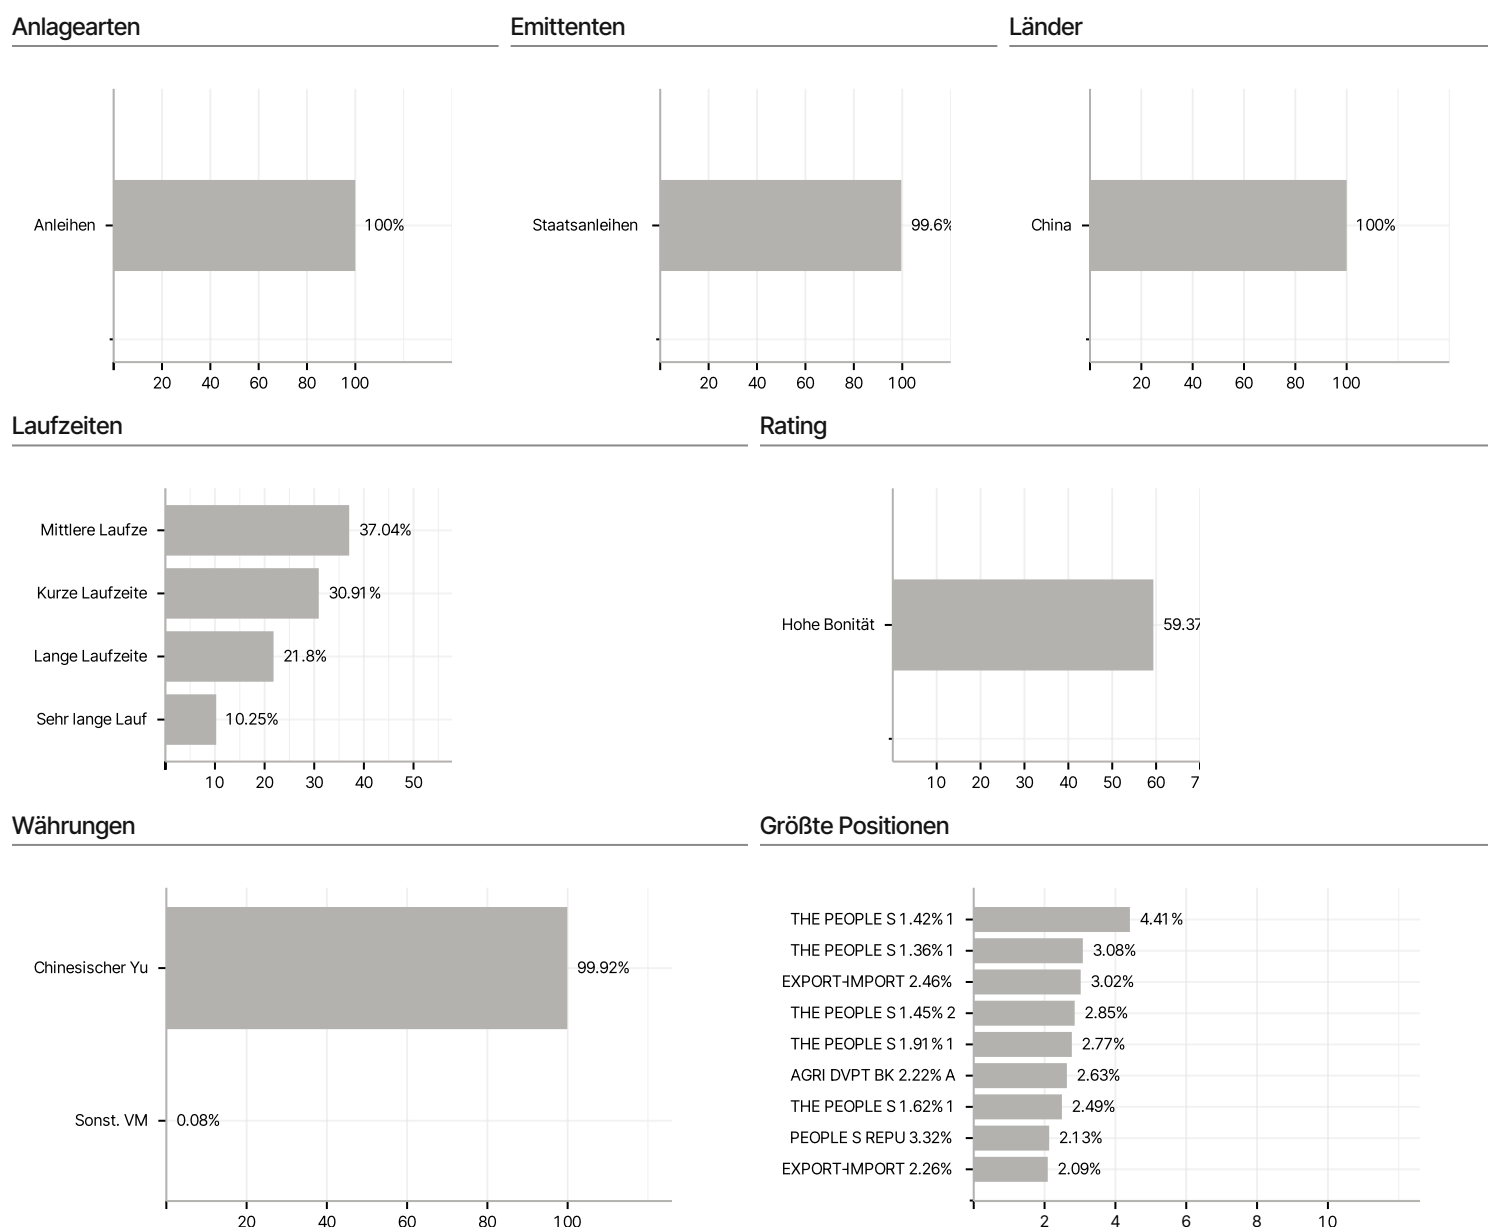 Anlagearten
Emittenten
Länder
Anleihen
100%
20 40 60 80 100
Staatsanleihen
99.6%
20 40 60 80 100
China
100%
20 40 60 80 100
Laufzeiten
Rating
Mittlere Laufze
37.04%
Kurze Laufzeite
30.91%
Lange Laufzeite
21.8%
Sehr lange Lauf
10.25%
10 20 30 40 50
Hohe Bonität
59.37
10 20 30 40 50 60 7
Währungen
Größte Positionen
Chinesischer Yu
99.92%
Sonst. VM
0.08%
20 40 60 80 100
THE PEOPLE S 1.42% 1
4.41%
THE PEOPLE S 1.36% 1
3.08%
EXPORT-IMPORT 2.46%
3.02%
THE PEOPLE S 1.45% 2
2.85%
THE PEOPLE S 1.91% 1
2.77%
AGRI DVPT BK 2.22% A
2.63%
THE PEOPLE S 1.62% 1
2.49%
PEOPLE S REPU 3.32%
2.13%
EXPORT-IMPORT 2.26%
2.09%
2 4 6 8 10